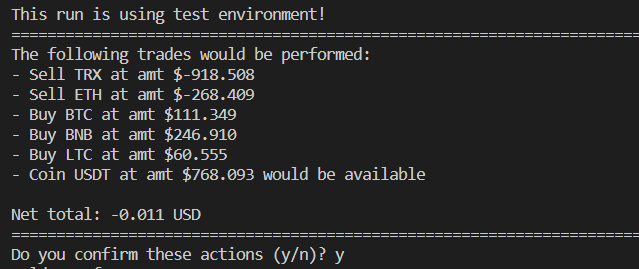 This run is using test environment!
================================================================================
The following trades would be performed:
- Sell TRX at amt $-918.508
- Sell ETH at amt $-268.409
- Buy BTC at amt $111.349
- Buy BNB at amt $246.910
- Buy LTC at amt $60.555
- Coin USDT at amt $768.093 would be available
Net total: -0.011 USD
================================================================================
Do you confirm these actions (y/n)? y